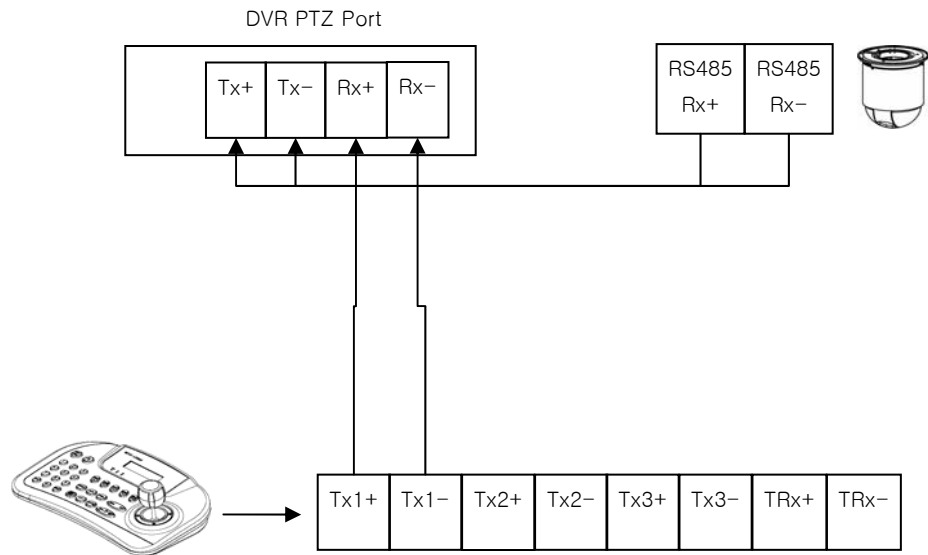 DVR PTZ Port
Tx+ Tx- Rx+ Rx-
RS485 RS485
Rx+ Rx-
Tx1+ Tx1- Tx2+ Tx2- Tx3+ Tx3- TRx+ TRx-